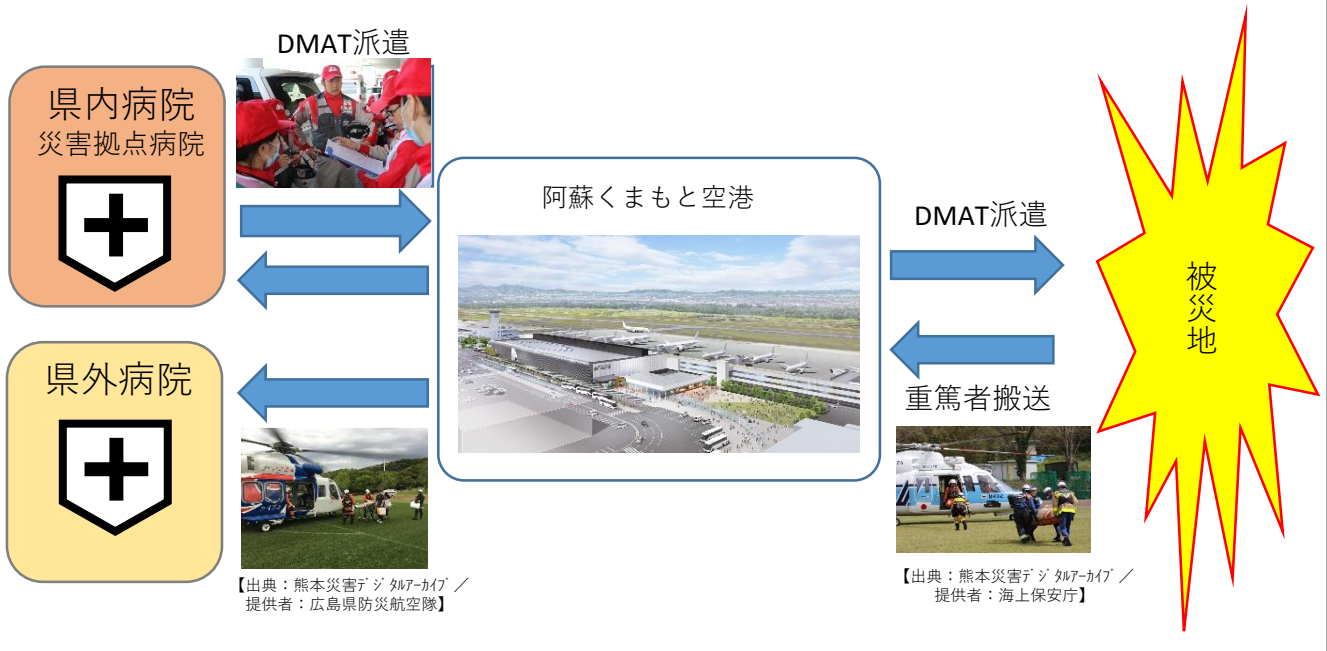 DMAT派遣
県内病院
災害拠点病院
阿蘇くまもと空港
DMAT派遣
被災地
県外病院
重篤者搬送
【出典：熊本災害ﾃﾞｼﾞﾀﾙｱｰｶｲﾌﾞ／
提供者：広島県防災航空隊】
【出典：熊本災害ﾃﾞｼﾞﾀﾙｱｰｶｲﾌﾞ／
提供者：海上保安庁】